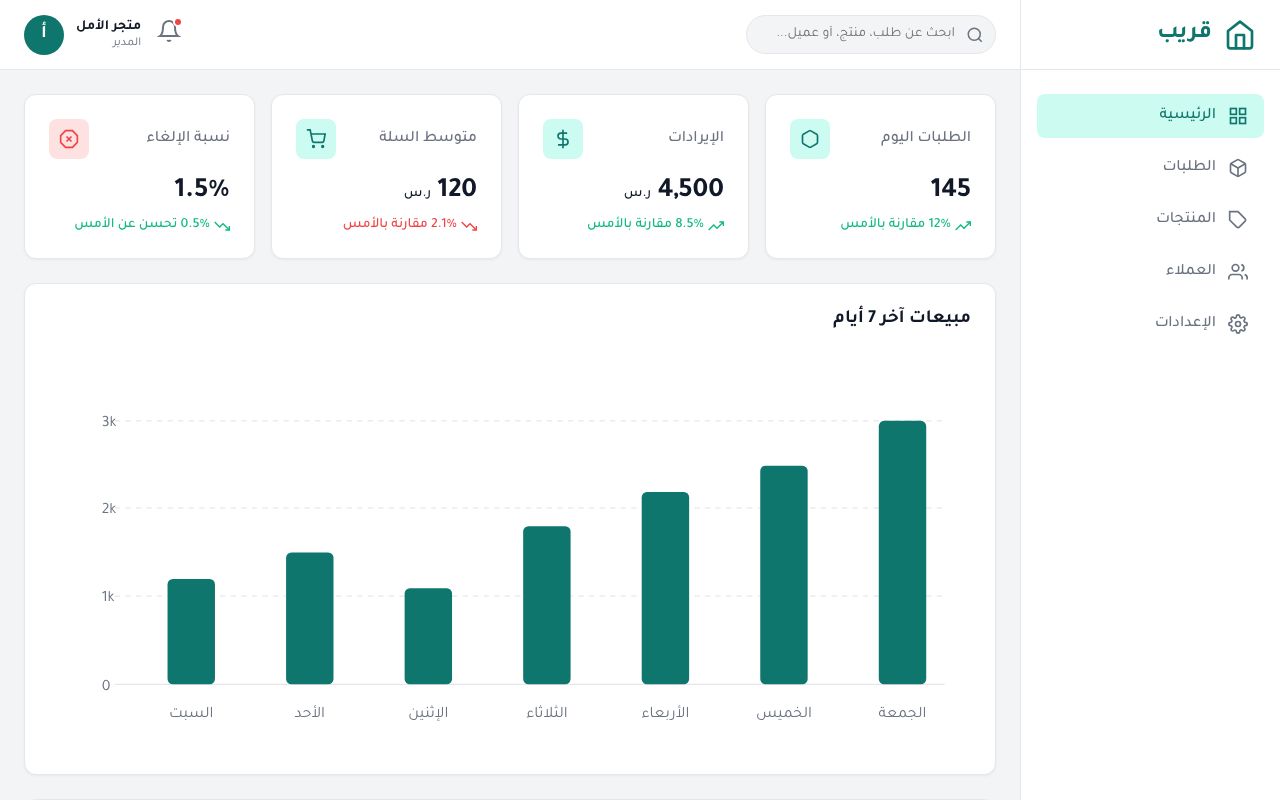 قريب
الرئيسية
الطلبات
المنتجات
العملاء
الإعدادات
ابحث عن طلب، منتج، أو عميل...
متجر الأمل
المدير
أ
الطلبات اليوم
145
12% مقارنة بالأمس
الإيرادات
4,500 ر.س
8.5% مقارنة بالأمس
متوسط السلة
120 ر.س
2.1% مقارنة بالأمس
نسبة الإلغاء
1.5%
0.5% تحسن عن الأمس
مبيعات آخر 7 أيام
3k
2k
1k
0
الجمعة
الخميس
الأربعاء
الثلاثاء
الإثنين
الأحد
السبت